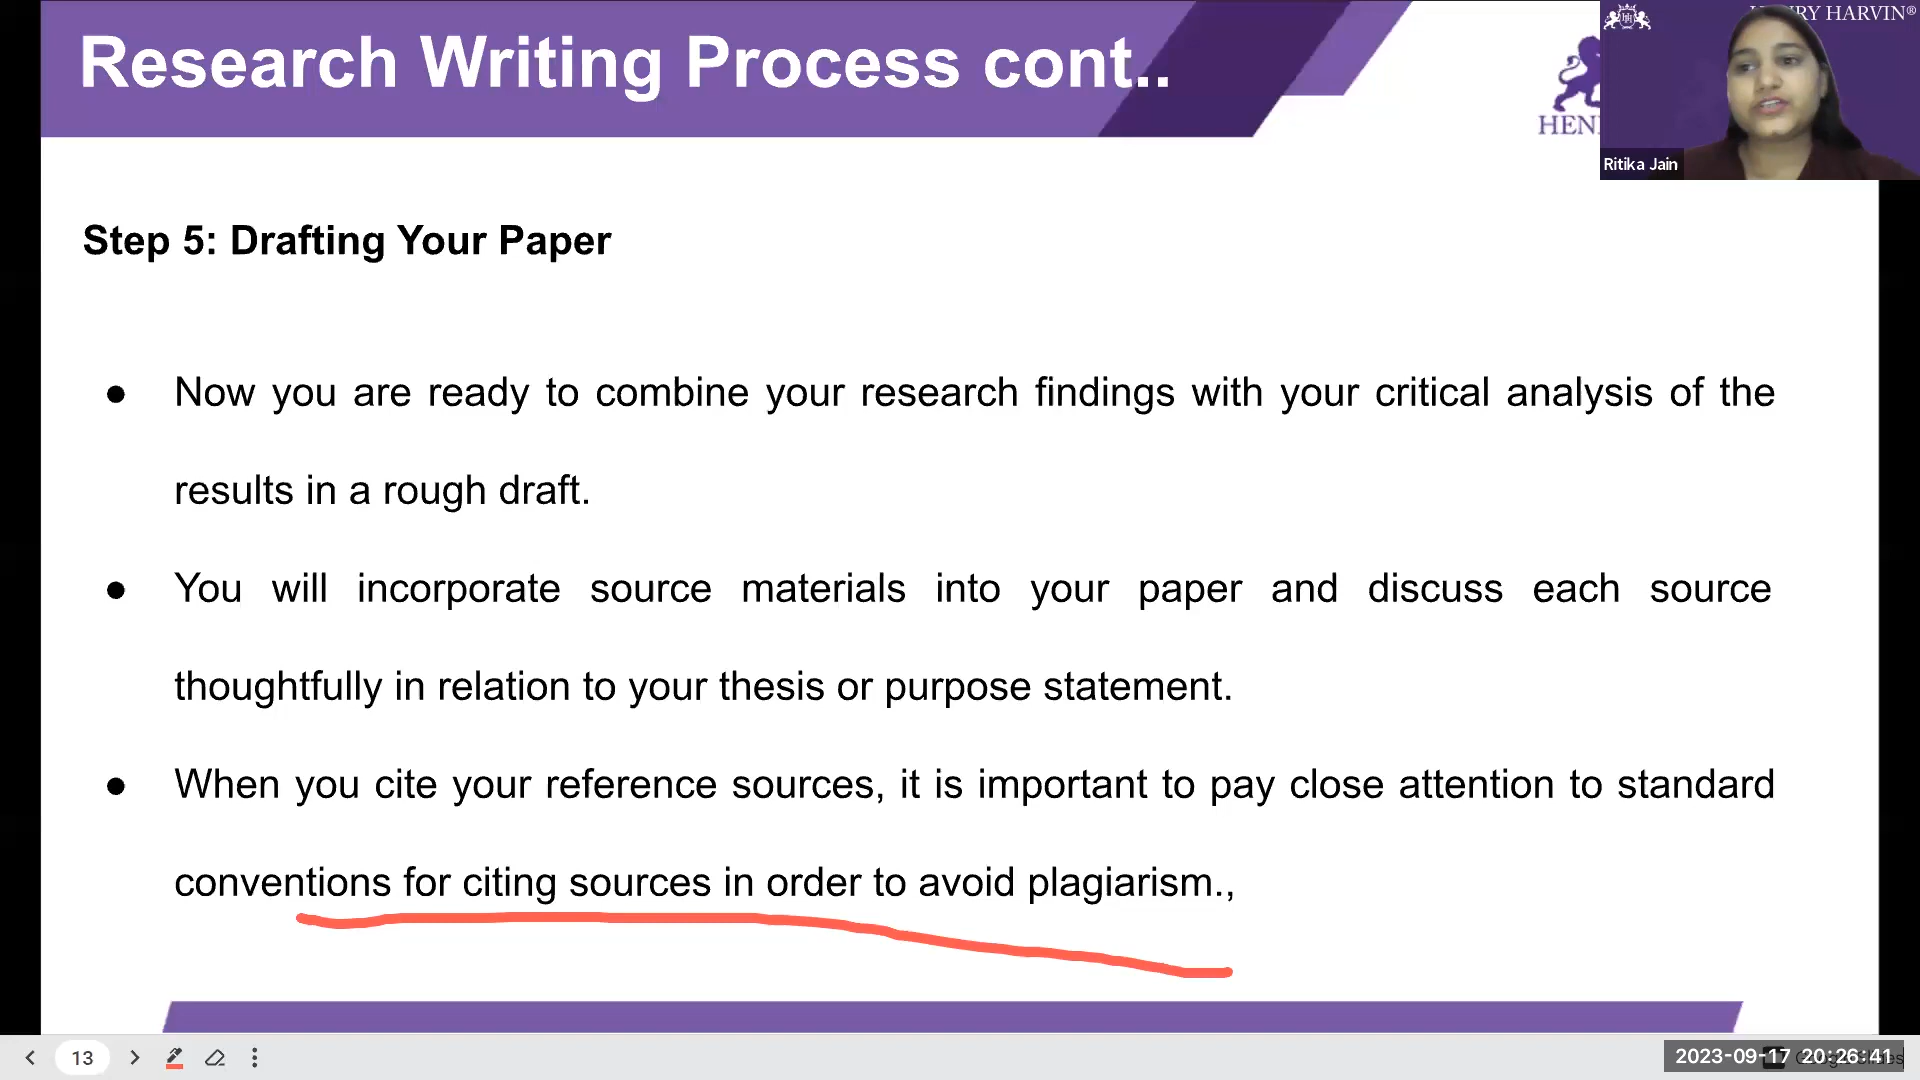 Research Writing Process cont..
HENRY HARVIN®
HEN
Ritika Jain
Step 5: Drafting Your Paper
● Now you are ready to combine your research findings with your critical analysis of the
results in a rough draft.
● You will incorporate source materials into your paper and discuss each source
thoughtfully in relation to your thesis or purpose statement.
● When you cite your reference sources, it is important to pay close attention to standard
conventions for citing sources in order to avoid plagiarism.,
13
2023-09-17 20:26:41